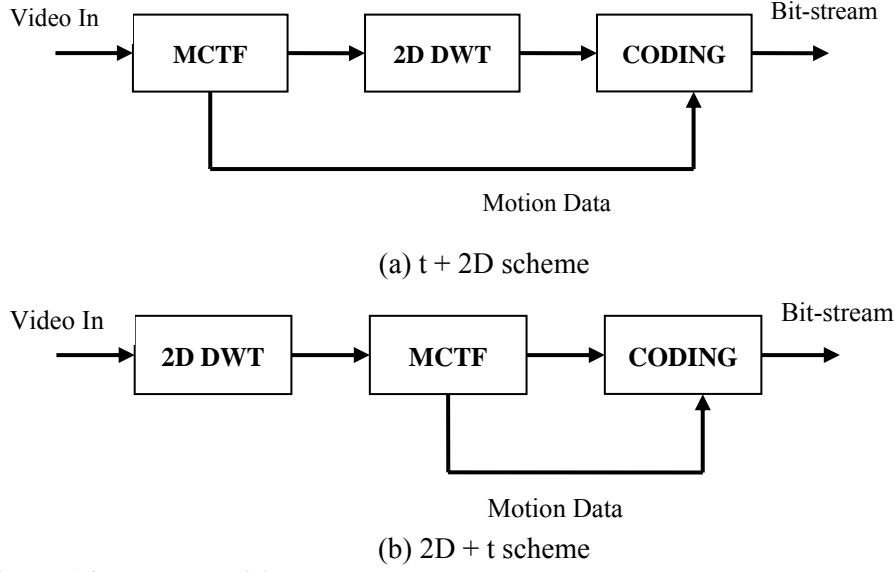 Video In
Bit-stream
MCTF
2D DWT
CODING
Motion Data
(a) t + 2D scheme
Video In
Bit-stream
2D DWT
MCTF
CODING
Motion Data
(b) 2D + t scheme